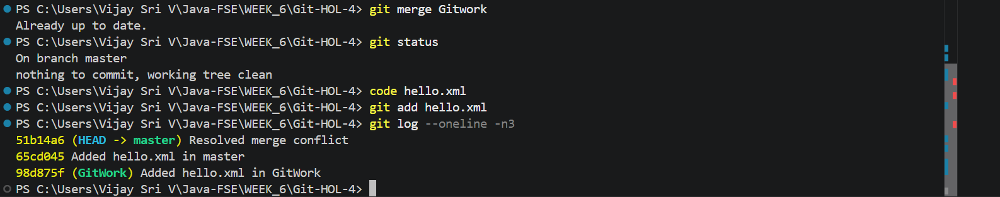 PS C:\Users\Vijay Sri V\Java-FSE\WEEK_6\Git-HOL-4> git merge Gitwork
Already up to date.
PS C:\Users\Vijay Sri V\Java-FSE\WEEK_6\Git-HOL-4> git status
On branch master
nothing to commit, working tree clean
PS C:\Users\Vijay Sri V\Java-FSE\WEEK_6\Git-HOL-4> code hello.xml
PS C:\Users\Vijay Sri V\Java-FSE\WEEK_6\Git-HOL-4> git add hello.xml
PS C:\Users\Vijay Sri V\Java-FSE\WEEK_6\Git-HOL-4> git log --oneline -n3
51b14a6 (HEAD -> master) Resolved merge conflict
65cd045 Added hello.xml in master
98d875f (GitWork) Added hello.xml in GitWork
PS C:\Users\Vijay Sri V\Java-FSE\WEEK_6\Git-HOL-4>